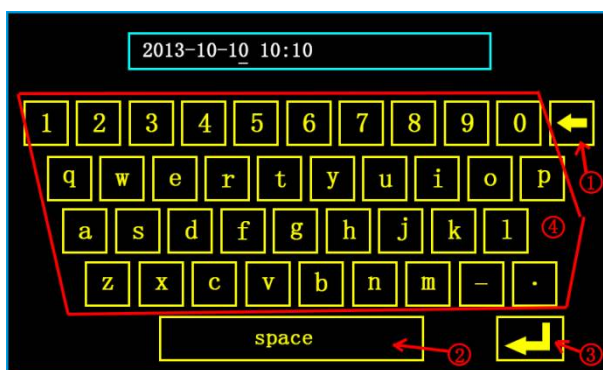 2013-10-10 10:10
1 2 3 4 5 6 7 8 9 0
①
q w e r t y u i o p
a s d f g h j k l ④
z x c v b n m - .
space ② ③